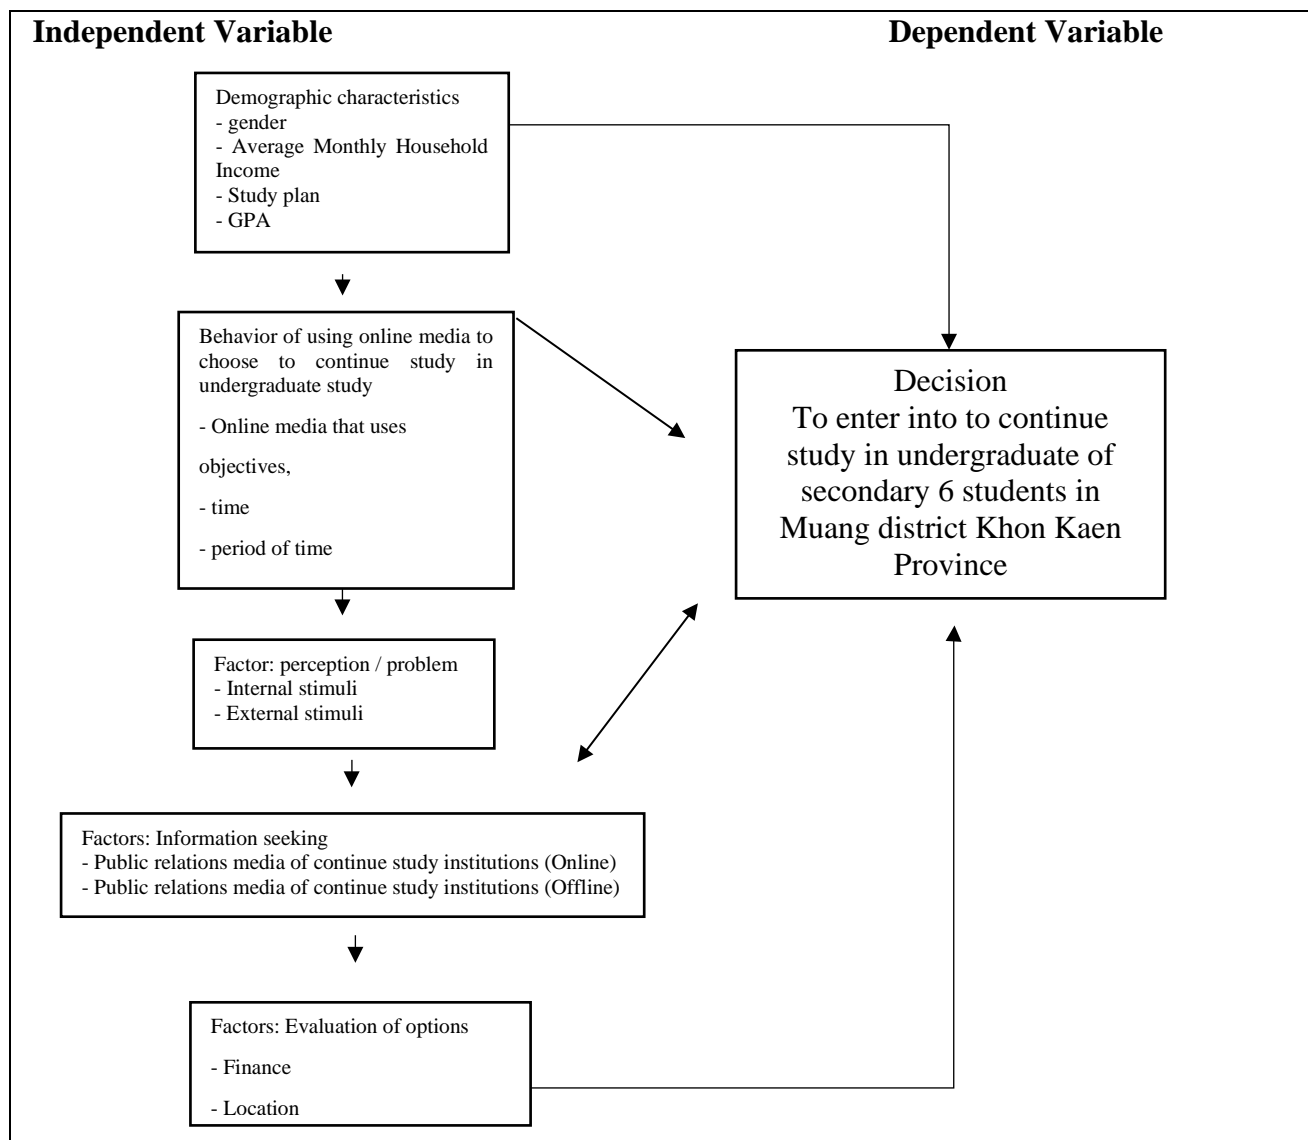 Independent Variable
Dependent Variable
Demographic characteristics
- gender
- Average Monthly Household
Income
- Study plan
- GPA
Behavior of using online media to
choose to continue study in
undergraduate study
- Online media that uses
objectives,
- time
- period of time
Decision
To enter into to continue
study in undergraduate of
secondary 6 students in
Muang district Khon Kaen
Province
Factor: perception / problem
- Internal stimuli
- External stimuli
Factors: Information seeking
- Public relations media of continue study institutions (Online)
- Public relations media of continue study institutions (Offline)
Factors: Evaluation of options
- Finance
- Location